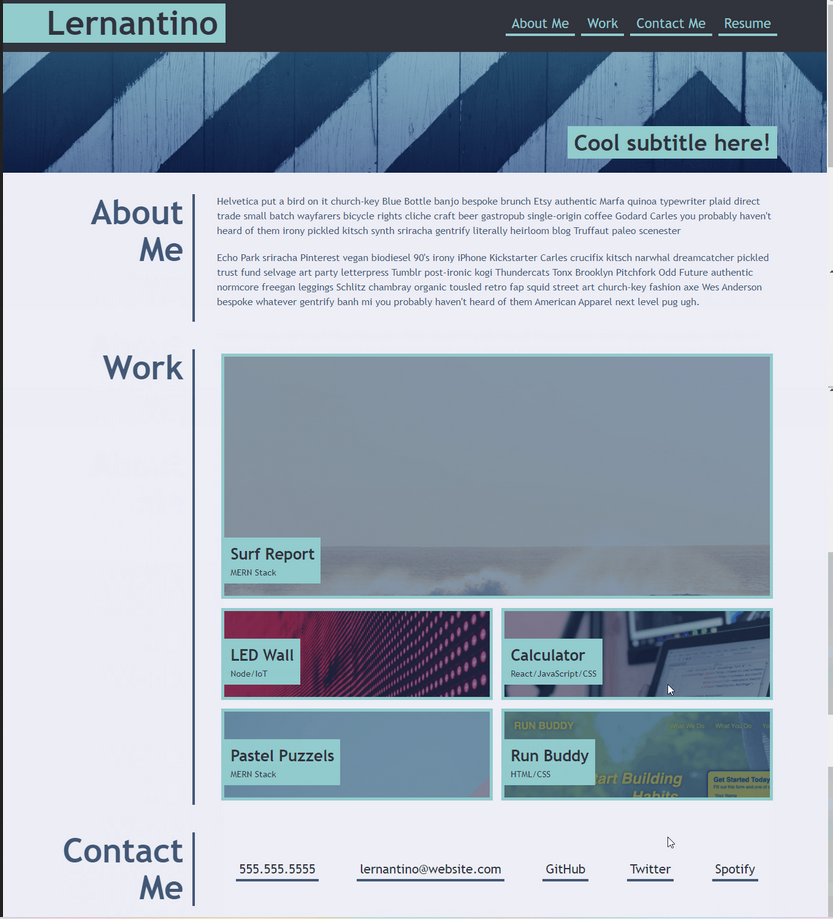 Lernantino
About Me Work Contact Me Resume
Cool subtitle here!
About
Me
Helvetica put a bird on it church-key Blue Bottle banjo bespoke brunch Etsy authentic Marfa quinoa typewriter plaid direct
trade small batch wayfarers bicycle rights cliche craft beer gastropub single-origin coffee Godard Carles you probably haven't
heard of them irony pickled kitsch synth sriracha gentrify literally heirloom blog Truffaut paleo scenester
Echo Park sriracha Pinterest vegan biodiesel 90's irony iPhone Kickstarter Carles crucifix kitsch narwhal dreamcatcher pickled
trust fund selvage art party letterpress Tumblr post-ironic kogi Thundercats Tonx Brooklyn Pitchfork Odd Future authentic
normcore freegan leggings Schlitz chambray organic tousled retro fap squid street art church-key fashion axe Wes Anderson
bespoke whatever gentrify banh mi you probably haven't heard of them American Apparel next level pug ugh.
Work
Surf Report
MERN Stack
LED Wall
Node/IoT
Calculator
React/JavaScript/CSS
Pastel Puzzels
MERN Stack
RUN BUDDY
What We Do What You Do
Run Buddy
HTML/CSS
Start Building
Habits
Get Started Today
Your Name
Contact
Me
555.555.5555 lernantino@website.com GitHub Twitter Spotify